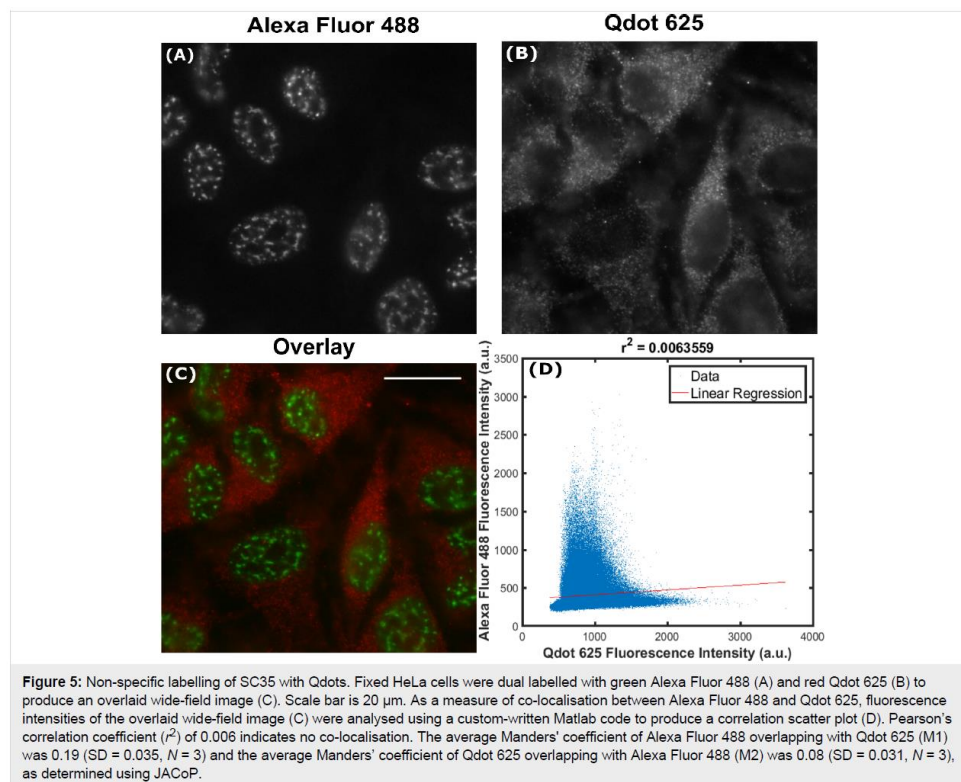 Alexa Fluor 488
Qdot 625
(A)
(B)
Overlay
(C)
r² = 0.0063559
(D)
Data
Linear Regression
Alexa Fluor 488 Fluorescence Intensity (a.u.)
3500
3000
2500
2000
1500
1000
500
0
0
1000
2000
3000
4000
Qdot 625 Fluorescence Intensity (a.u.)
Figure 5: Non-specific labelling of SC35 with Qdots. Fixed HeLa cells were dual labelled with green Alexa Fluor 488 (A) and red Qdot 625 (B) to
produce an overlaid wide-field image (C). Scale bar is 20 µm. As a measure of co-localisation between Alexa Fluor 488 and Qdot 625, fluorescence
intensities of the overlaid wide-field image (C) were analysed using a custom-written Matlab code to produce a correlation scatter plot (D). Pearson's
correlation coefficient (r²) of 0.006 indicates no co-localisation. The average Manders' coefficient of Alexa Fluor 488 overlapping with Qdot 625 (M1)
was 0.19 (SD = 0.035, N = 3) and the average Manders' coefficient of Qdot 625 overlapping with Alexa Fluor 488 (M2) was 0.08 (SD = 0.031, N = 3),
as determined using JACoP.